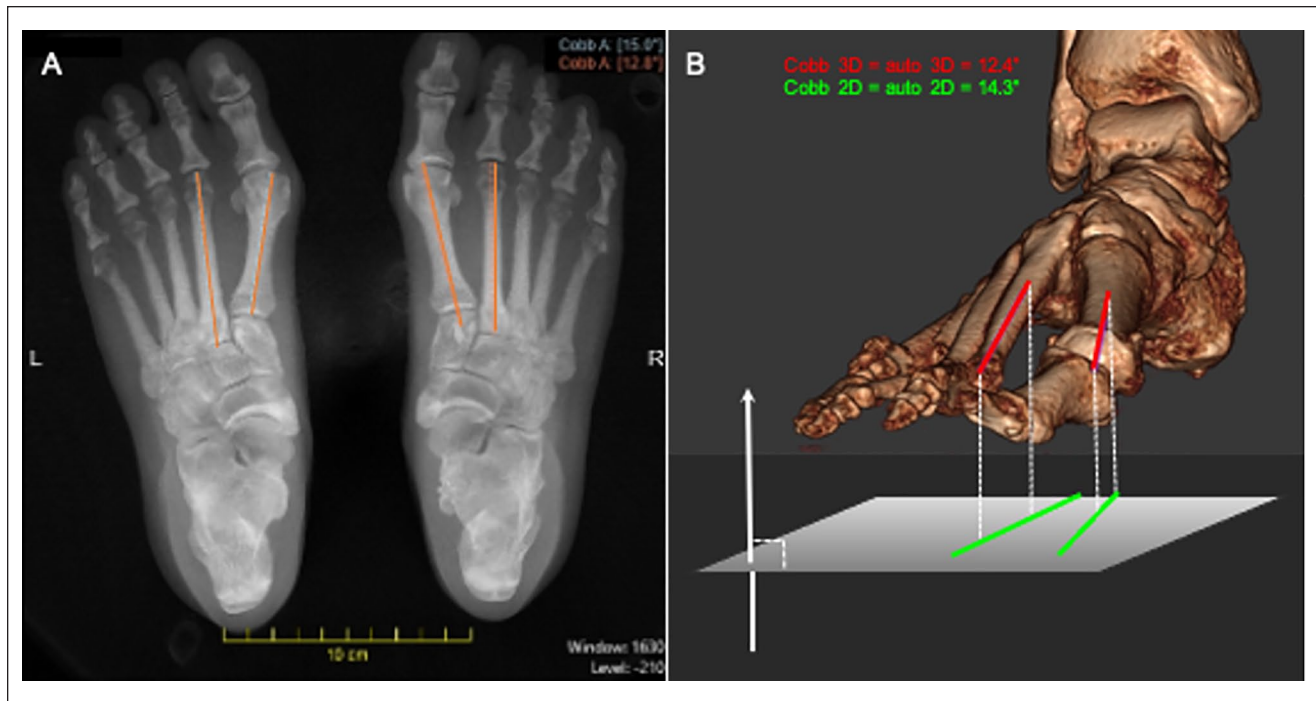 A
Cobb A: [15.0°]
Cobb A: [12.8°]
L
R
10 cm
Window: 1630
Level: -210
B
Cobb 3D = auto 3D = 12.4°
Cobb 2D = auto 2D = 14.3°